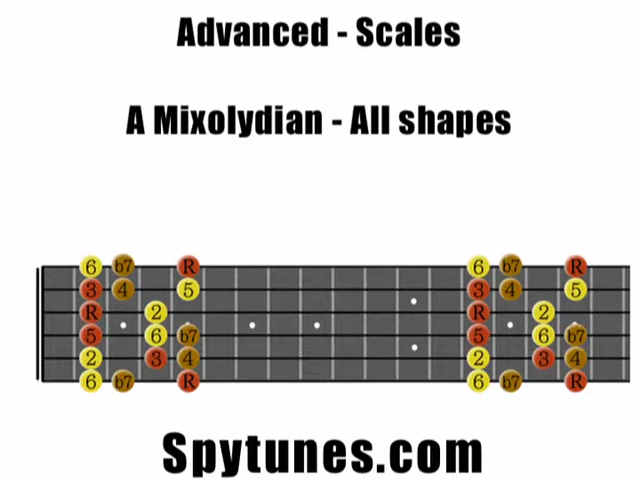 Advanced - Scales
A Mixolydian - All shapes
6 b7 R 6 b7 R
3 4 5 3 4 5
R 2 R 2
5 6 b7 5 6 b7
2 3 4 2 3 4
6 b7 R 6 b7 R
Spytunes.com